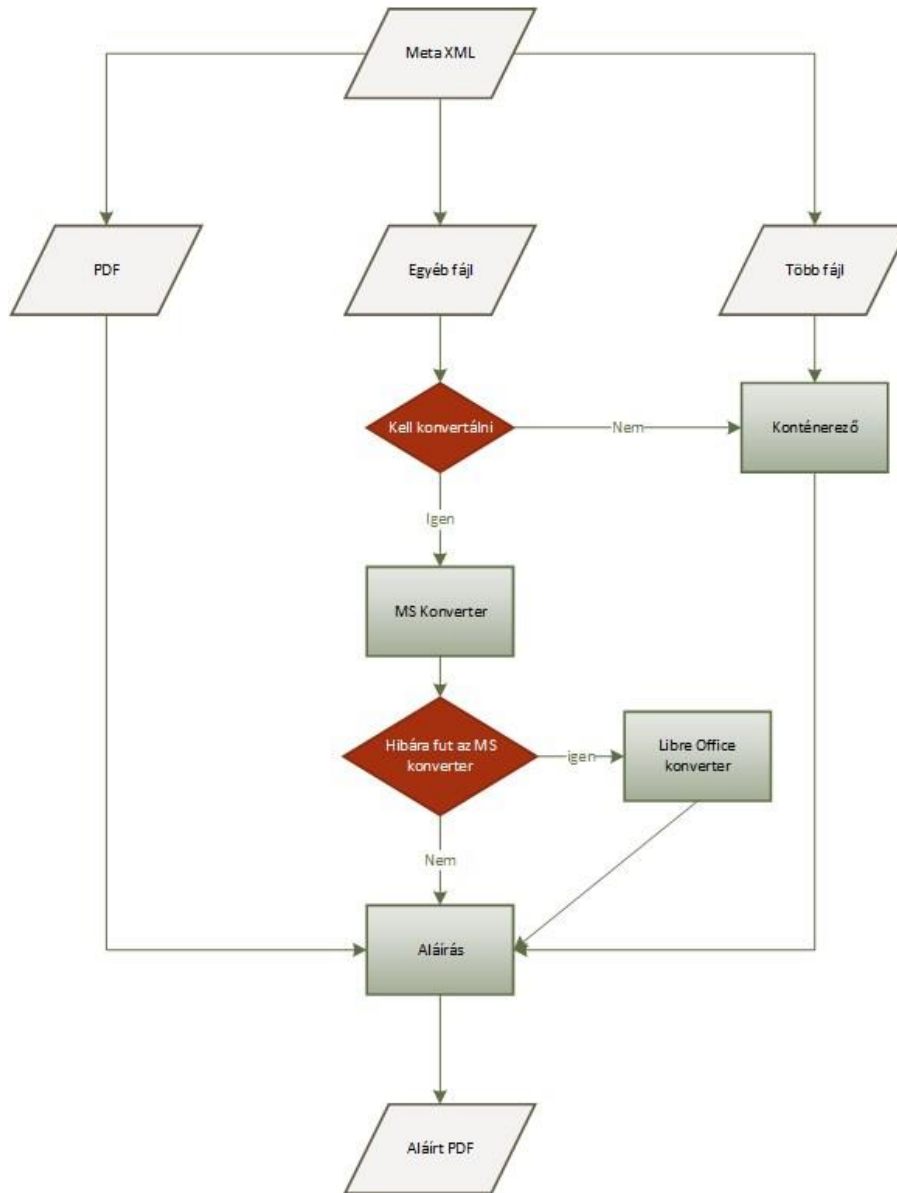 Meta XML
PDF
Egyéb fájl
Több fájl
Kell konvertálni
Nem
Konténerező
Igen
MS Konverter
Hibára fut az MS
konverter
igen
Libre Office
konverter
Nem
Aláírás
Aláírt PDF